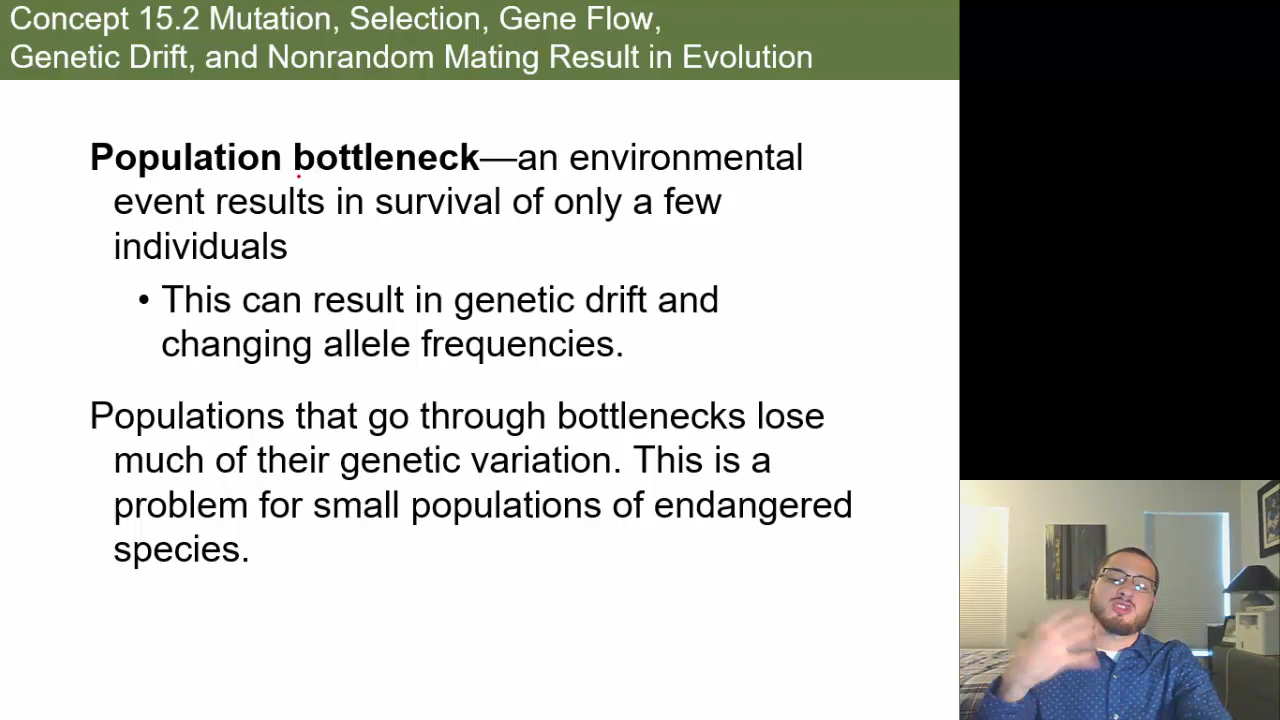 Concept 15.2 Mutation, Selection, Gene Flow,
Genetic Drift, and Nonrandom Mating Result in Evolution
Population bottleneck—an environmental
event results in survival of only a few
individuals
• This can result in genetic drift and
changing allele frequencies.
Populations that go through bottlenecks lose
much of their genetic variation. This is a
problem for small populations of endangered
species.